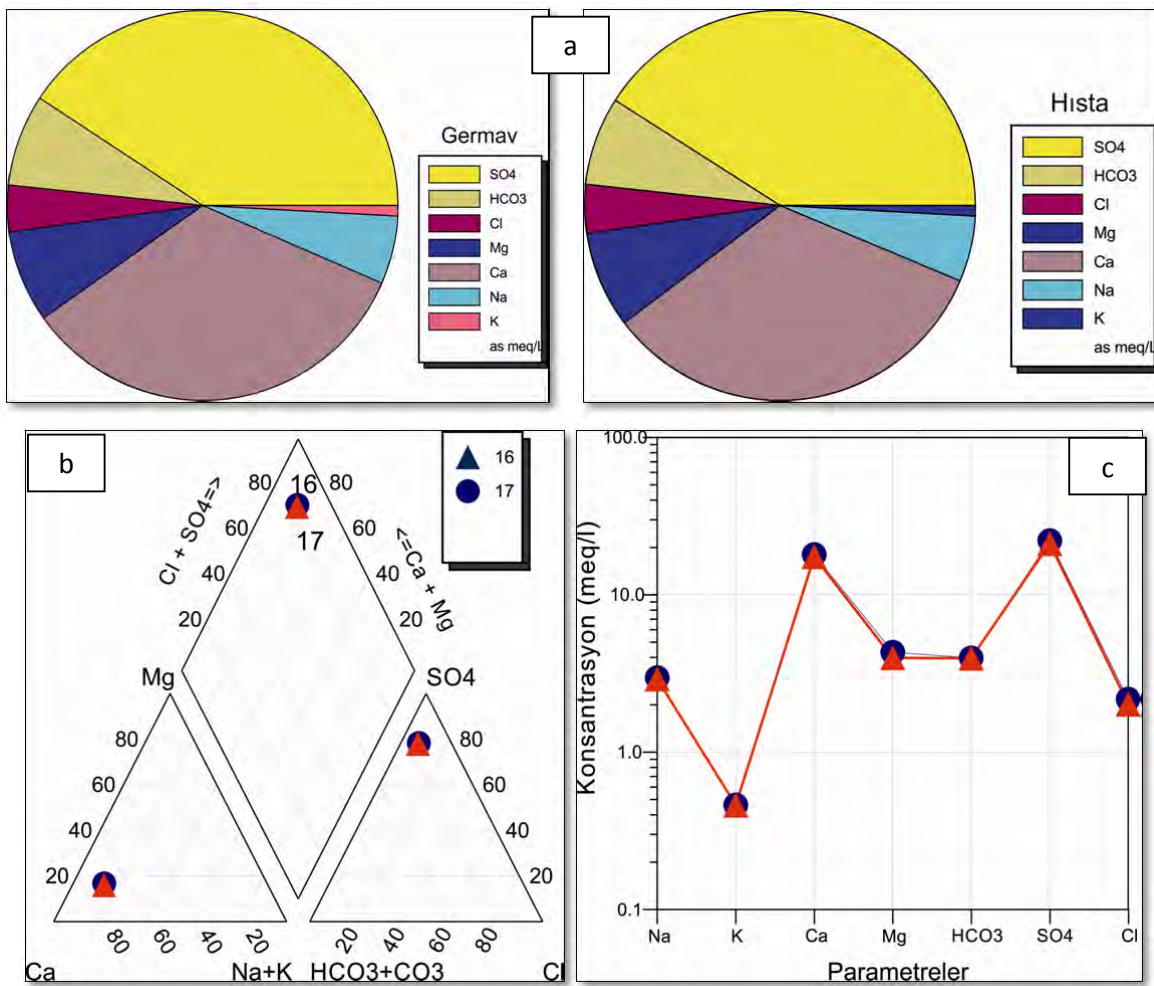 a
Germav
SO4
HCO3
Cl
Mg
Ca
Na
K
as meq/L
Hısta
SO4
HCO3
Cl
Mg
Ca
Na
K
as meq/L
b
16
17
80 16 80
60 17 60
40 40
20 20
Cl + SO4=>
<=Ca + Mg
Mg
SO4
80
60
40
20
80
60
40
20
80 60 40 20
20 40 60 80
Ca Na+K HCO3+CO3 Cl
c
Konsantrasyon (meq/l)
100.0
10.0
1.0
0.1
Na K Ca Mg HCO3 SO4 Cl
Parametreler